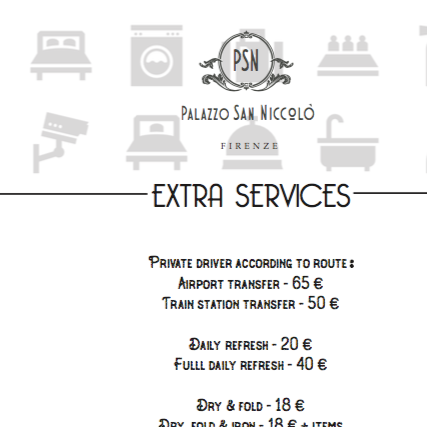 PSN
Palazzo San Niccolò
FIRENZE
EXTRA SERVICES
Private driver according to route:
Airport transfer - 65 €
Train station transfer - 50 €
Daily refresh - 20 €
Fulll daily refresh - 40 €
Dry & fold - 18 €
Dry, fold & iron - 18 € + items